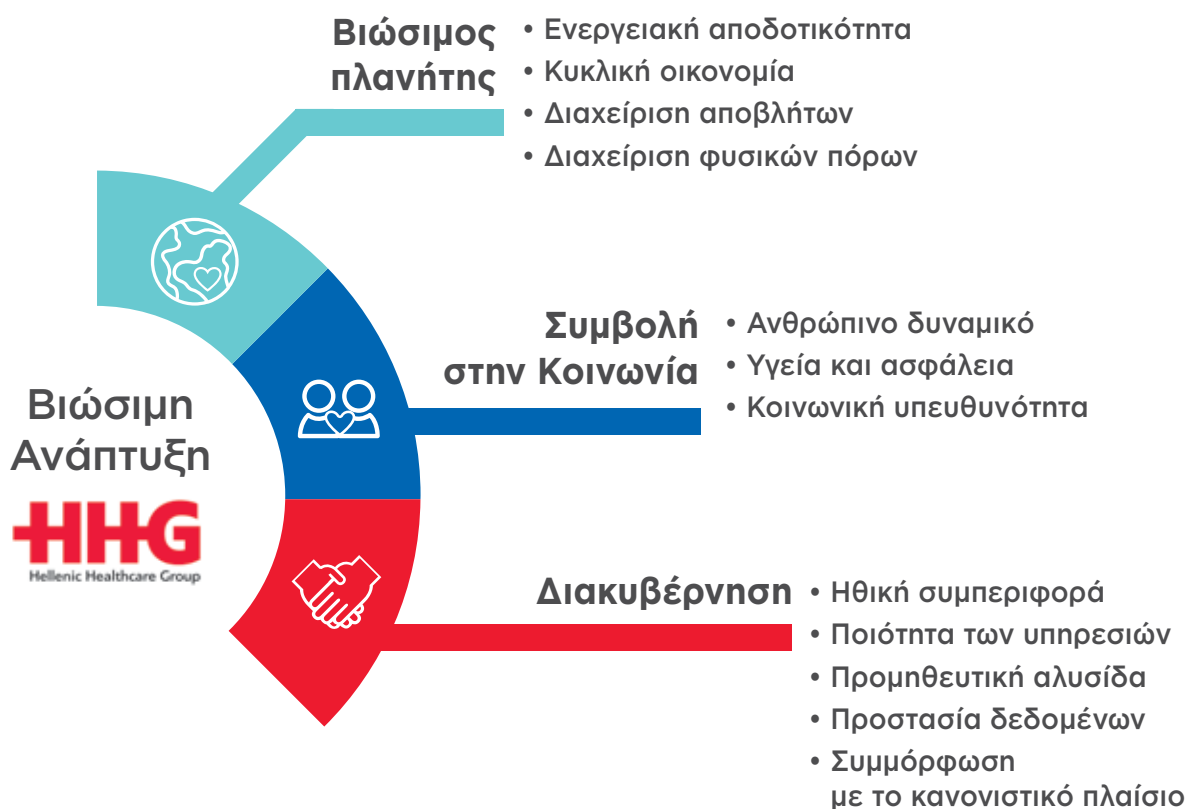 Βιώσιμος
πλανήτης
• Ενεργειακή αποδοτικότητα
• Κυκλική οικονομία
• Διαχείριση αποβλήτων
• Διαχείριση φυσικών πόρων
Συμβολή
στην Κοινωνία
• Ανθρώπινο δυναμικό
• Υγεία και ασφάλεια
• Κοινωνική υπευθυνότητα
Βιώσιμη
Ανάπτυξη
HHG
Hellenic Healthcare Group
Διακυβέρνηση
• Ηθική συμπεριφορά
• Ποιότητα των υπηρεσιών
• Προμηθευτική αλυσίδα
• Προστασία δεδομένων
• Συμμόρφωση
με το κανονιστικό πλαίσιο